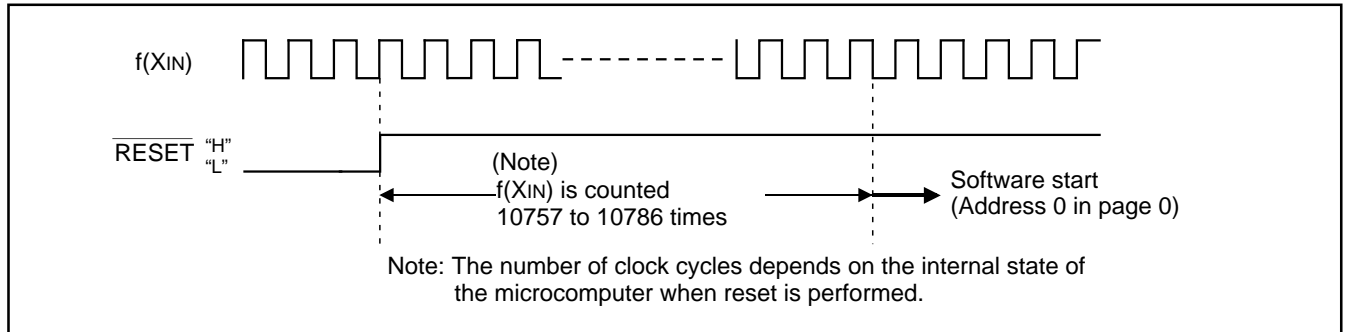 f(XIN)
RESET "H"
"L"
(Note)
f(XIN) is counted
10757 to 10786 times
Software start
(Address 0 in page 0)
Note: The number of clock cycles depends on the internal state of
the microcomputer when reset is performed.